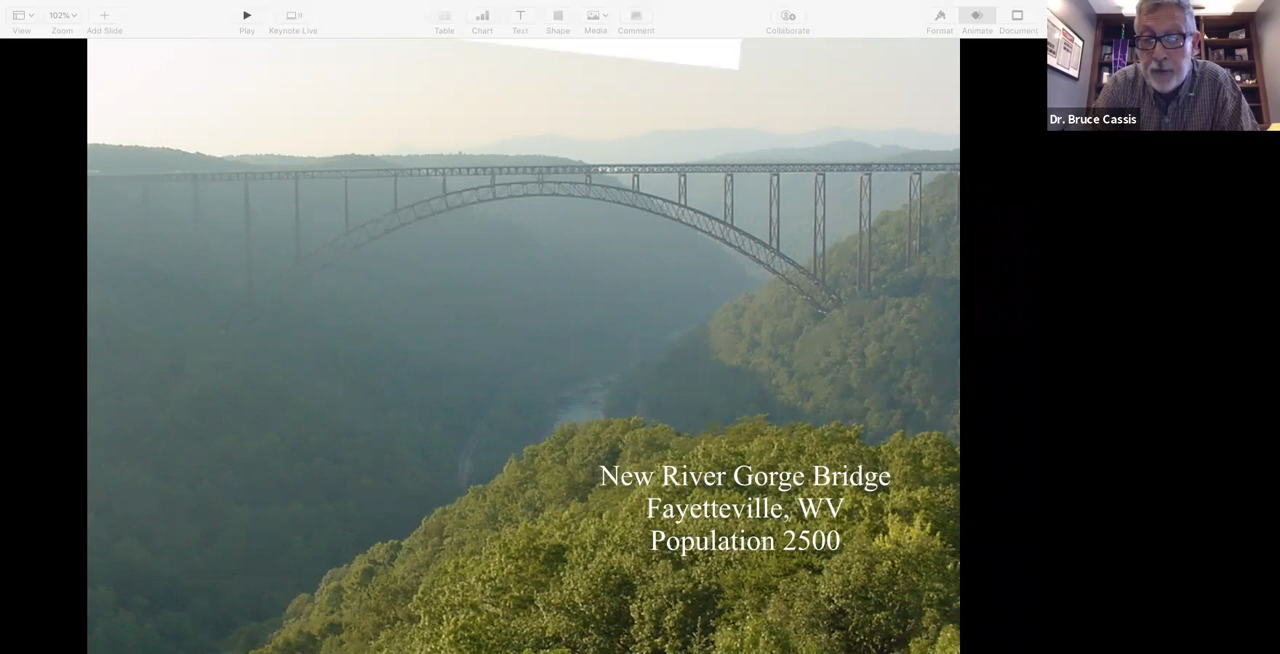 View
102%
Zoom
Add Slide
Play
Keynote Live
Table
Chart
Text
Shape
Media
Comment
Collaborate
Format
Animate
Document
Dr. Bruce Cassis
New River Gorge Bridge
Fayetteville, WV
Population 2500